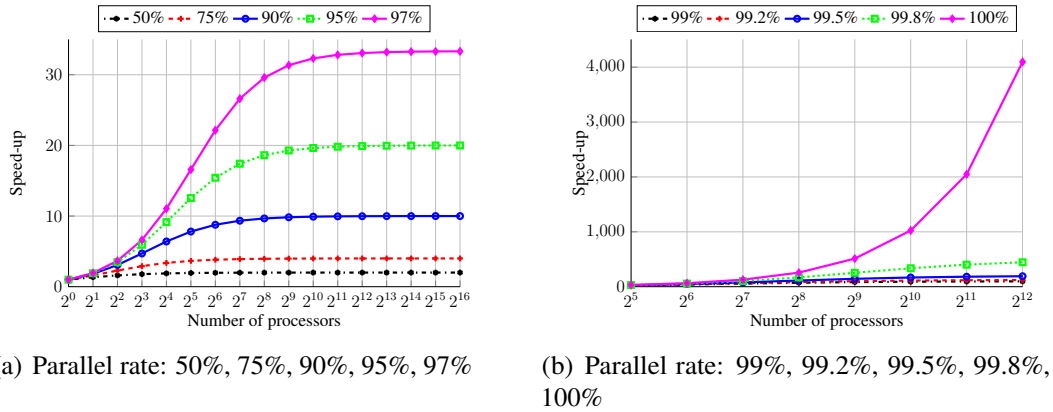 50% 75% 90% 95% 97%
30
20
10
0
Speed-up
2^0 2^1 2^2 2^3 2^4 2^5 2^6 2^7 2^8 2^9 2^10 2^11 2^12 2^13 2^14 2^15 2^16
Number of processors
a) Parallel rate: 50%, 75%, 90%, 95%, 97%
99% 99.2% 99.5% 99.8% 100%
4,000
3,000
2,000
1,000
0
Speed-up
2^5 2^6 2^7 2^8 2^9 2^10 2^11 2^12
Number of processors
(b) Parallel rate: 99%, 99.2%, 99.5%, 99.8%,
100%